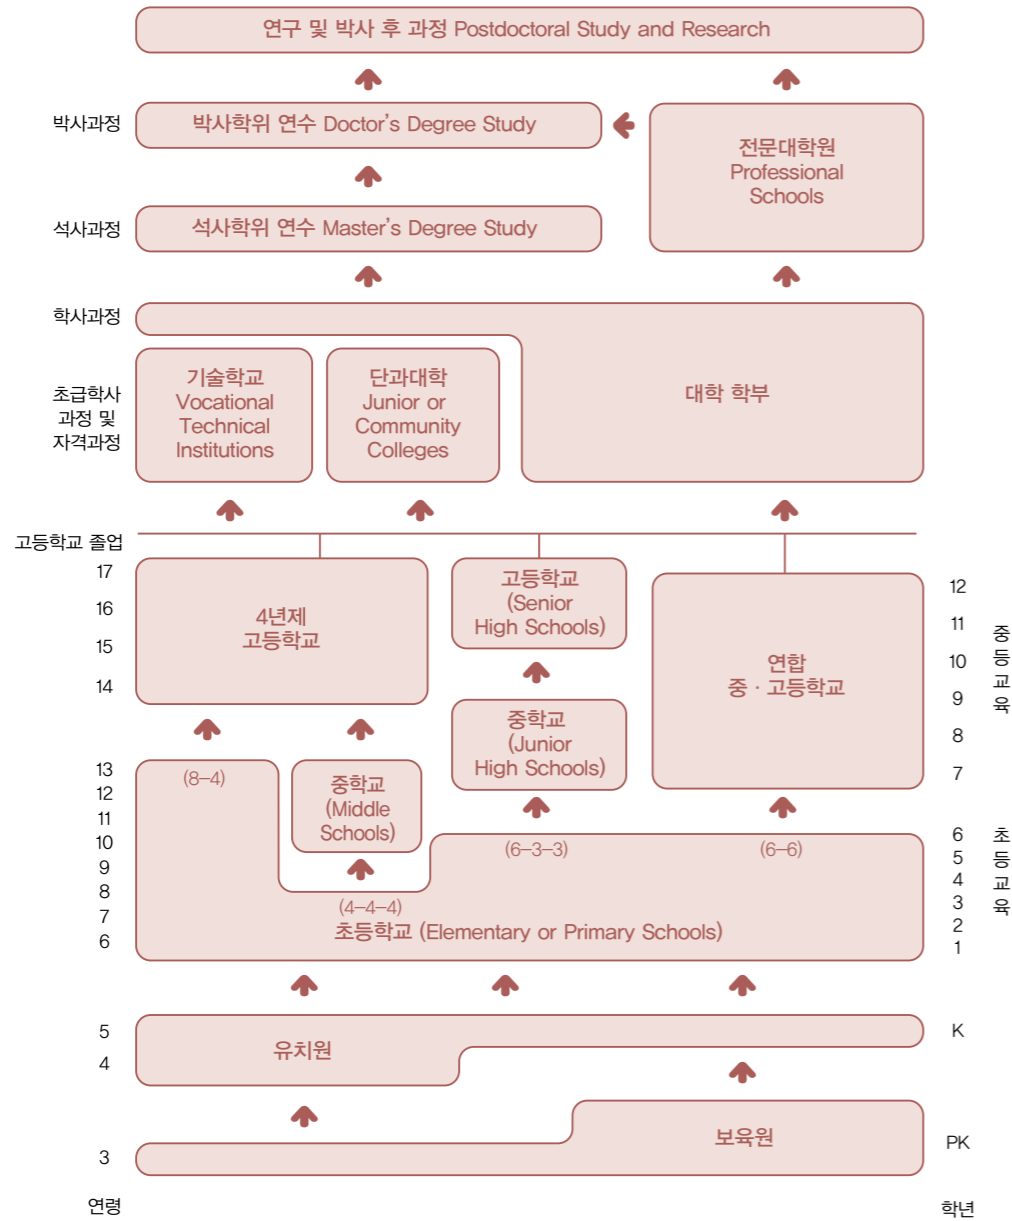 연구 및 박사 후 과정 Postdoctoral Study and Research
박사과정
박사학위 연수 Doctor's Degree Study
전문대학원
Professional
Schools
석사과정
석사학위 연수 Master's Degree Study
학사과정
초급학사
과정 및
자격과정
기술학교
Vocational
Technical
Institutions
단과대학
Junior or
Community
Colleges
대학 학부
고등학교 졸업
17
16
15
14
4년제
고등학교
고등학교
(Senior
High Schools)
중학교
(Junior
High Schools)
연합
중 · 고등학교
12
11
10
9
8
7
중
등
교
육
13
12
11
10
9
8
7
6
(8–4)
중학교
(Middle
Schools)
(4–4–4)
(6–3–3)
(6–6)
초등학교 (Elementary or Primary Schools)
6
5
4
3
2
1
초
등
교
육
5
4
유치원
K
3
보육원
PK
연령
학년